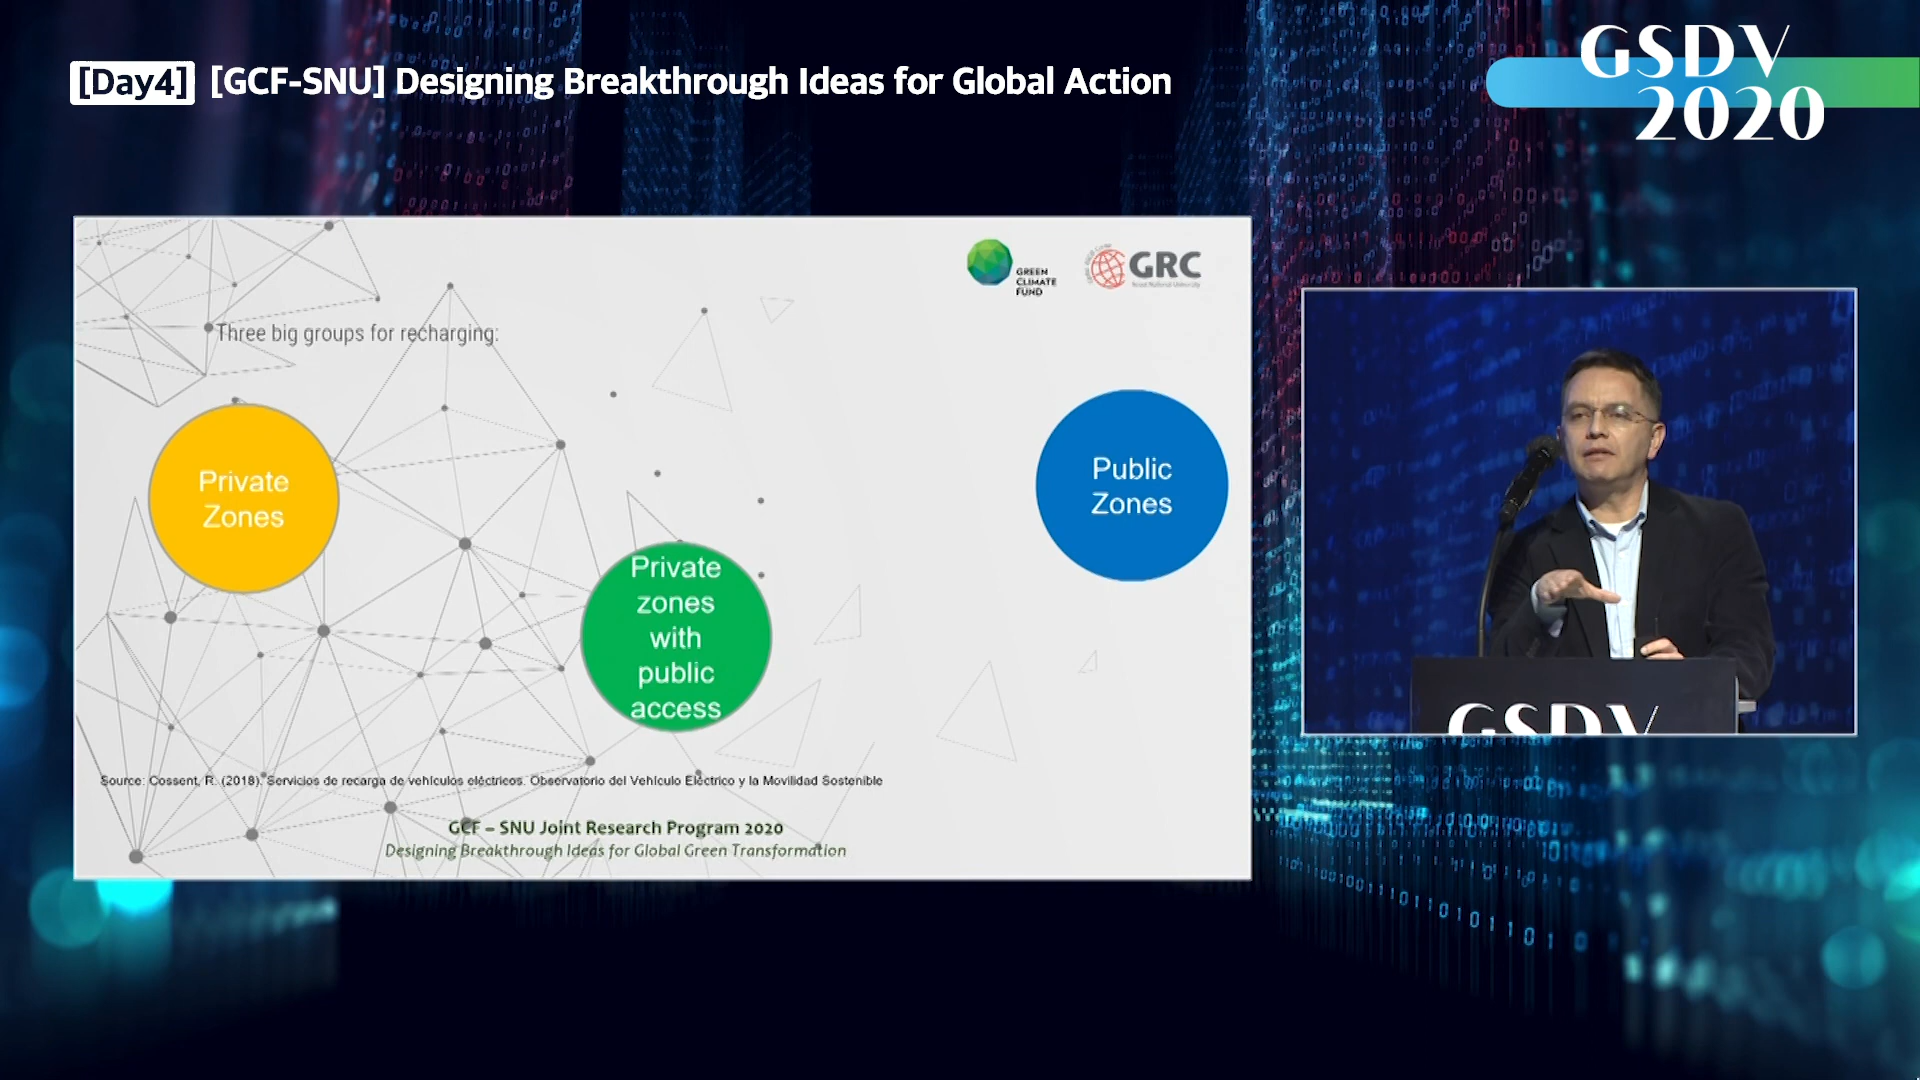 [Day4] [GCF-SNU] Designing Breakthrough Ideas for Global Action
GSDV
2020
GREEN
CLIMATE
FUND
GRC
Three big groups for recharging:
Private
Zones
Public
Zones
Private
zones
with
public
access
Source: Cossent, R. (2018). Servicios de recarga de vehículos eléctricos. Observatorio del Vehículo Eléctrico y la Movilidad Sostenible
GCF – SNU Joint Research Program 2020
Designing Breakthrough Ideas for Global Green Transformation
GSDV